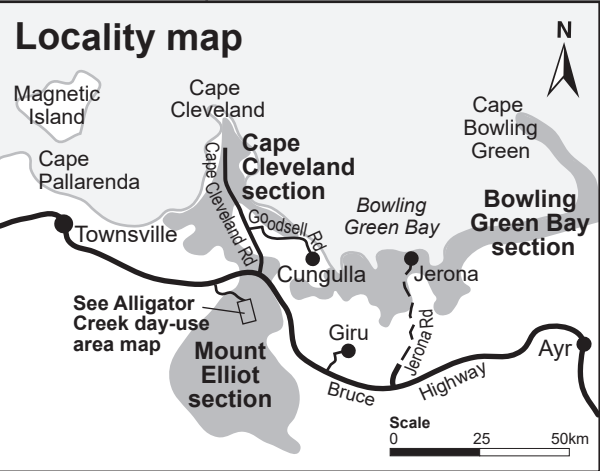 Locality map
N
Magnetic
Island
Cape
Cleveland
Cape
Bowling
Green
Cape
Pallarenda
Cape
Cleveland
section
Cape Cleveland Rd
Goodsell Rd
Bowling
Green Bay
Bowling
Green Bay
section
Townsville
Cungulla
Jerona
See Alligator
Creek day-use
area map
Mount
Elliot
section
Giru
Jerona Rd
Ayr
Bruce Highway
Scale
0 25 50km